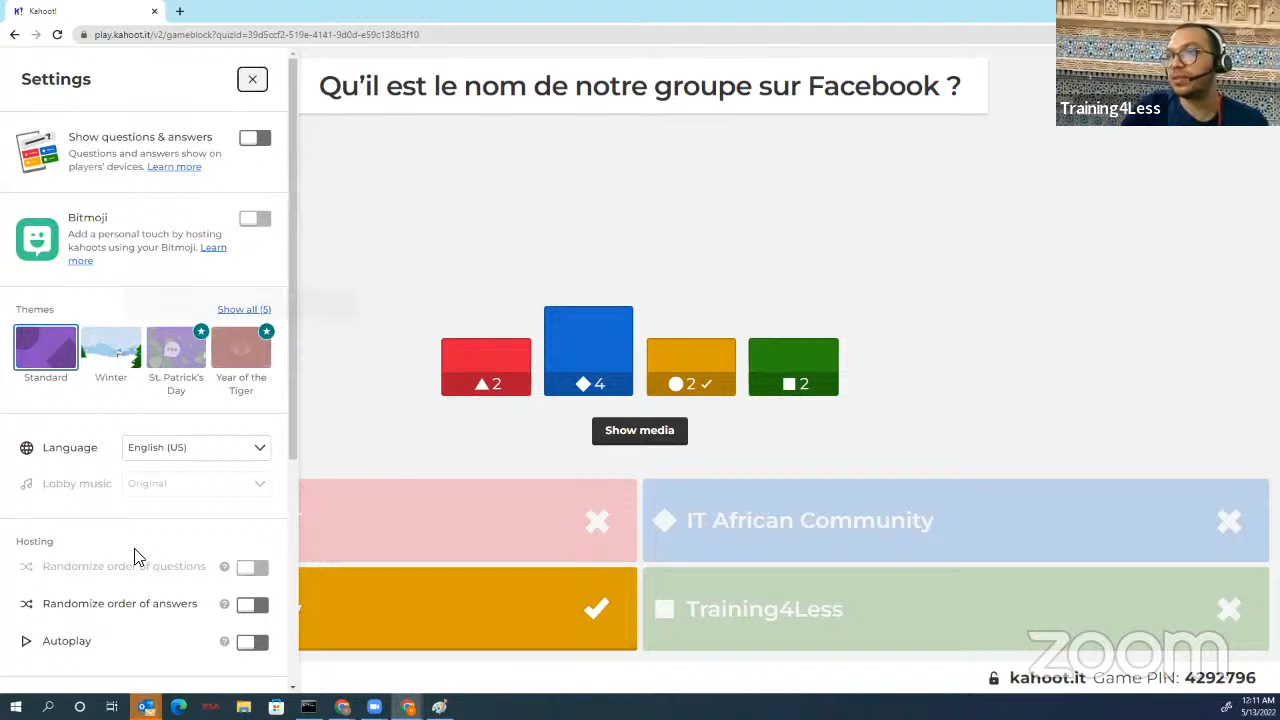 Kahoot!
play.kahoot.it/v2/gameblock?quizid=39d5ccf2-519e-4141-9d03-e59c138b3f10
Settings
Show questions & answers
Questions and answers show on
players' devices. Learn more
Bitmoji
Add a personal touch by hosting
kahoots using your Bitmoji. Learn
more
Themes
Show all (5)
Standard
Winter
St. Patrick's
Day
Year of the
Tiger
Language
English (US)
Lobby music
Original
Hosting
Randomize order of questions
Randomize order of answers
Autoplay
Qu'il est le nom de notre groupe sur Facebook ?
2
4
2
2
Show media
IT African Community
Training4Less
kahoot.it Game PIN: 4292796
Training4Less
zoom
12:11 AM
5/13/2022